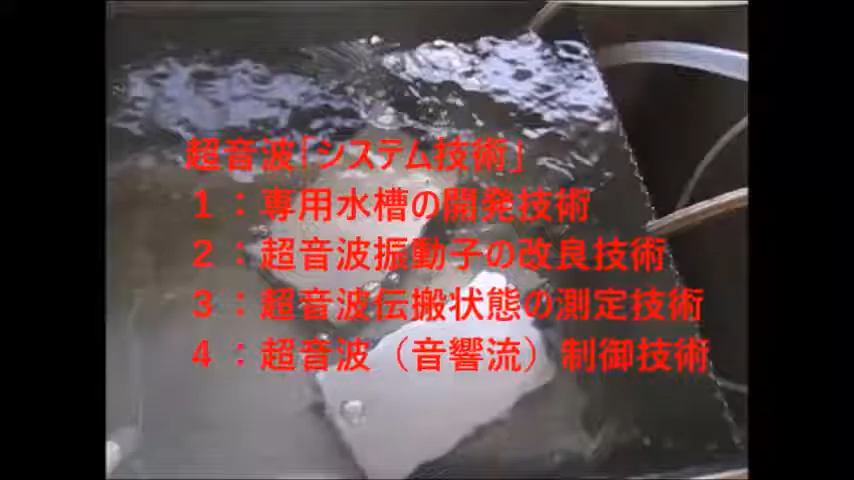 超音波「システム技術」
1:専用水槽の開発技術
2:超音波振動子の改良技術
3:超音波伝搬状態の測定技術
4:超音波(音響流)制御技術